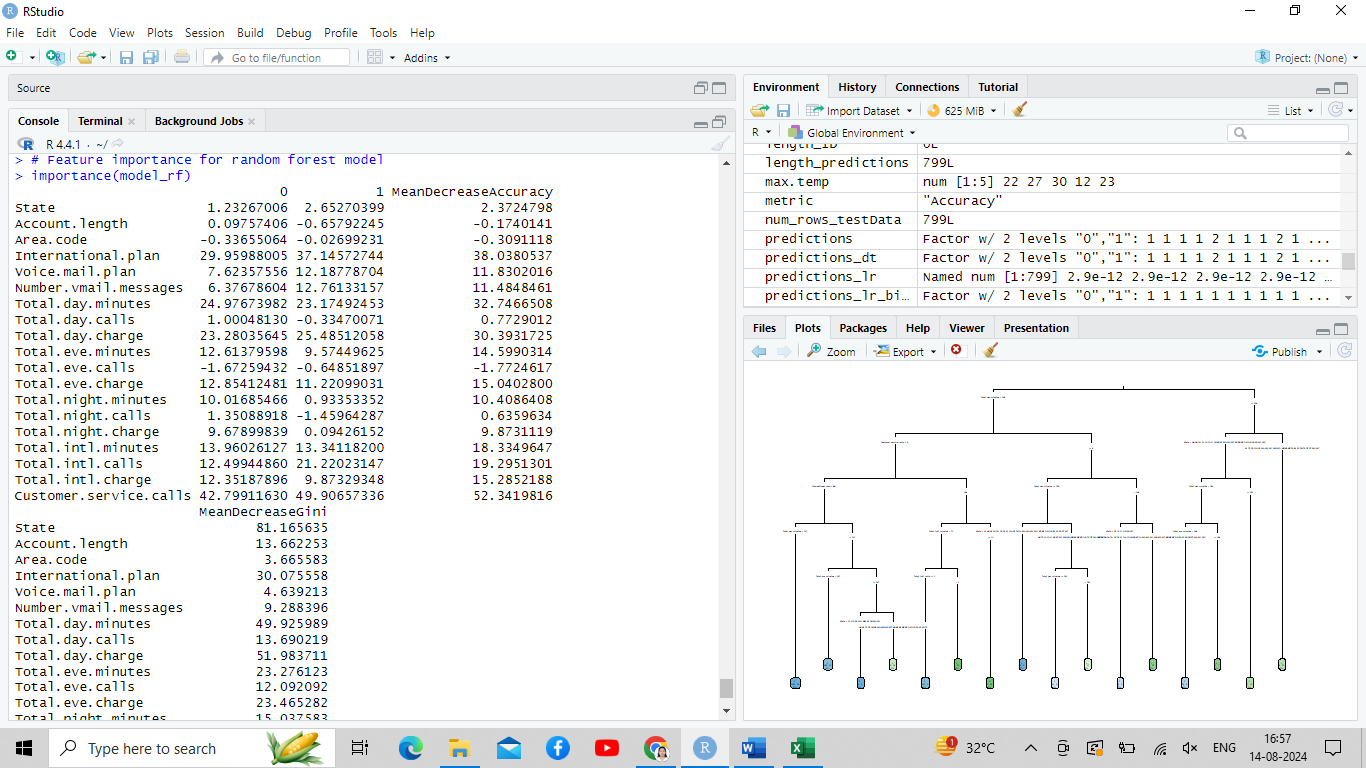 RStudio
File Edit Code View Plots Session Build Debug Profile Tools Help
Go to file/function Addins Project: (None)
Source
Console Terminal Background Jobs
R 4.4.1 · ~/
> # Feature importance for random forest model
> importance(model_rf)
0 1 MeanDecreaseAccuracy
State 1.23267006 2.65270399 2.3724798
Account.length 0.09757406 -0.65792245 -0.1740141
Area.code -0.33655064 -0.02699231 -0.3091118
International.plan 29.95988005 37.14572744 38.0380537
Voice.mail.plan 7.62357556 12.18778704 11.8302016
Number.vmail.messages 6.37678604 12.76133157 11.4848461
Total.day.minutes 24.97673982 23.17492453 32.7466508
Total.day.calls 1.00048130 -0.33470071 0.7729012
Total.day.charge 23.28035645 25.48512058 30.3931725
Total.eve.minutes 12.61379598 9.57449625 14.5990314
Total.eve.calls -1.67259432 -0.64851897 -1.7724617
Total.eve.charge 12.85412481 11.22099031 15.0402800
Total.night.minutes 10.01685466 0.93353352 10.4086408
Total.night.calls 1.35088918 -1.45964287 0.6359634
Total.night.charge 9.67899839 0.09426152 9.8731119
Total.intl.minutes 13.96026127 13.34118200 18.3349647
Total.intl.calls 12.49944860 21.22023147 19.2951301
Total.intl.charge 12.35187896 9.87329348 15.2852188
Customer.service.calls 42.79911630 49.90657336 52.3419816
MeanDecreaseGini
State 81.165635
Account.length 13.662253
Area.code 3.665583
International.plan 30.075558
Voice.mail.plan 4.639213
Number.vmail.messages 9.288396
Total.day.minutes 49.925989
Total.day.calls 13.690219
Total.day.charge 51.983711
Total.eve.minutes 23.276123
Total.eve.calls 12.092092
Total.eve.charge 23.465282
Total.night.minutes 15.037583
Environment History Connections Tutorial
Import Dataset 625 MiB List
R Global Environment
length_ID 0L
length_predictions 799L
max.temp num [1:5] 22 27 30 12 23
metric "Accuracy"
num_rows_testData 799L
predictions Factor w/ 2 levels "0","1": 1 1 1 1 2 1 1 1 2 1 ...
predictions_dt Factor w/ 2 levels "0","1": 1 1 1 1 2 1 1 1 2 1 ...
predictions_lr Named num [1:799] 2.9e-12 2.9e-12 2.9e-12 2.9e-12 …
predictions_lr_bi… Factor w/ 2 levels "0","1": 1 1 1 1 1 1 1 1 1 1 ...
Files Plots Packages Help Viewer Presentation
Zoom Export Publish
Type here to search
R W X 1 32°C ENG 16:57
14-08-2024